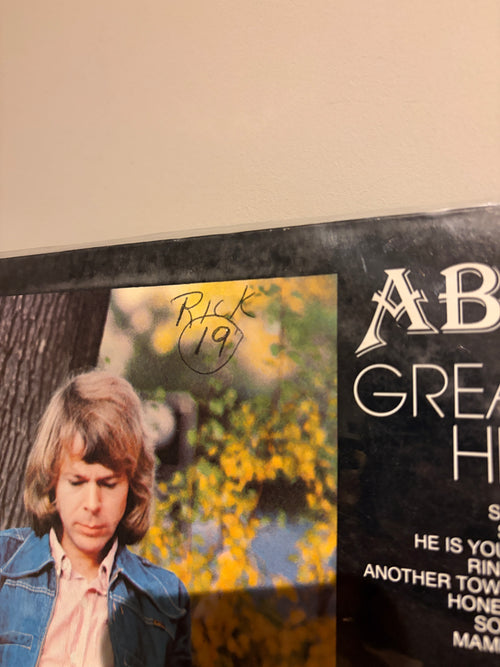 RICK
19
AB
GREA
H
S
S
HE IS YOU
RIN
ANOTHER TOW
HONE
SO
MAM